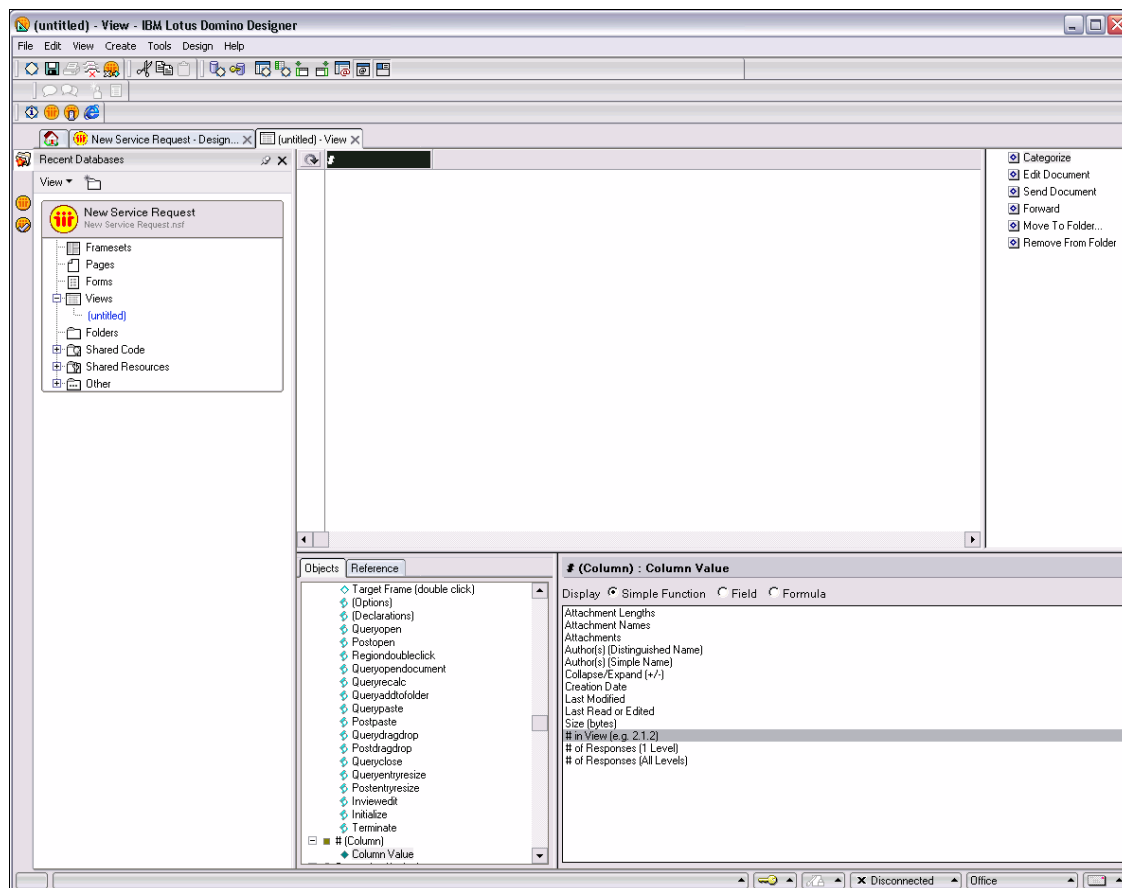 (untitled) - View - IBM Lotus Domino Designer
File Edit View Create Tools Design Help
New Service Request - Design... (untitled) - View
Recent Databases
View
New Service Request
New Service Request.nsf
Framesets
Pages
Forms
Views
(untitled)
Folders
Shared Code
Shared Resources
Other
#
Categorize
Edit Document
Send Document
Forward
Move To Folder...
Remove From Folder
Objects Reference
Target Frame (double click)
(Options)
(Declarations)
Queryopen
Postopen
Regiondoubleclick
Queryopendocument
Queryrecalc
Queryaddtofolder
Querypaste
Postpaste
Querydragdrop
Postdragdrop
Queryclose
Queryentryresize
Postentryresize
Inviewedit
Initialize
Terminate
# (Column)
Column Value
# (Column) : Column Value
Display Simple Function Field Formula
Attachment Lengths
Attachment Names
Attachments
Author(s) (Distinguished Name)
Author(s) (Simple Name)
Collapse/Expand (+/-)
Creation Date
Last Modified
Last Read or Edited
Size (bytes)
# in View (e.g. 2.1.2)
# of Responses (1 Level)
# of Responses (All Levels)
Disconnected Office